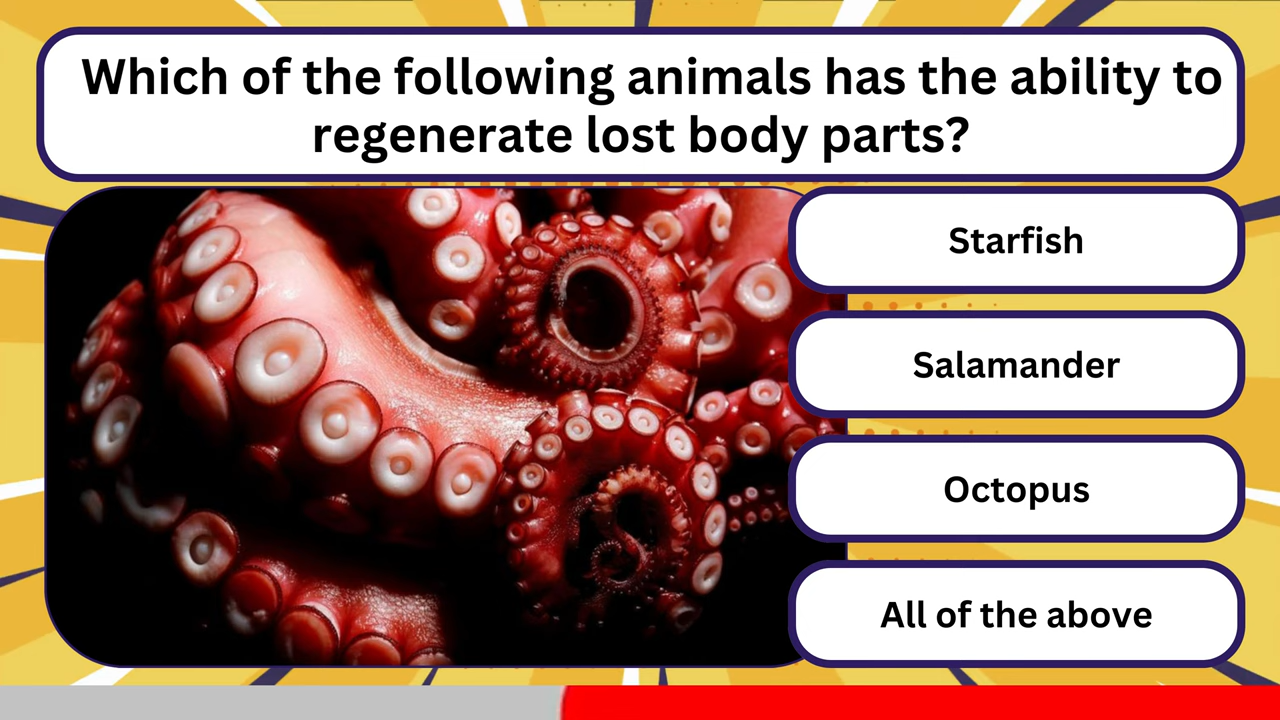 Which of the following animals has the ability to
regenerate lost body parts?
Starfish
Salamander
Octopus
All of the above